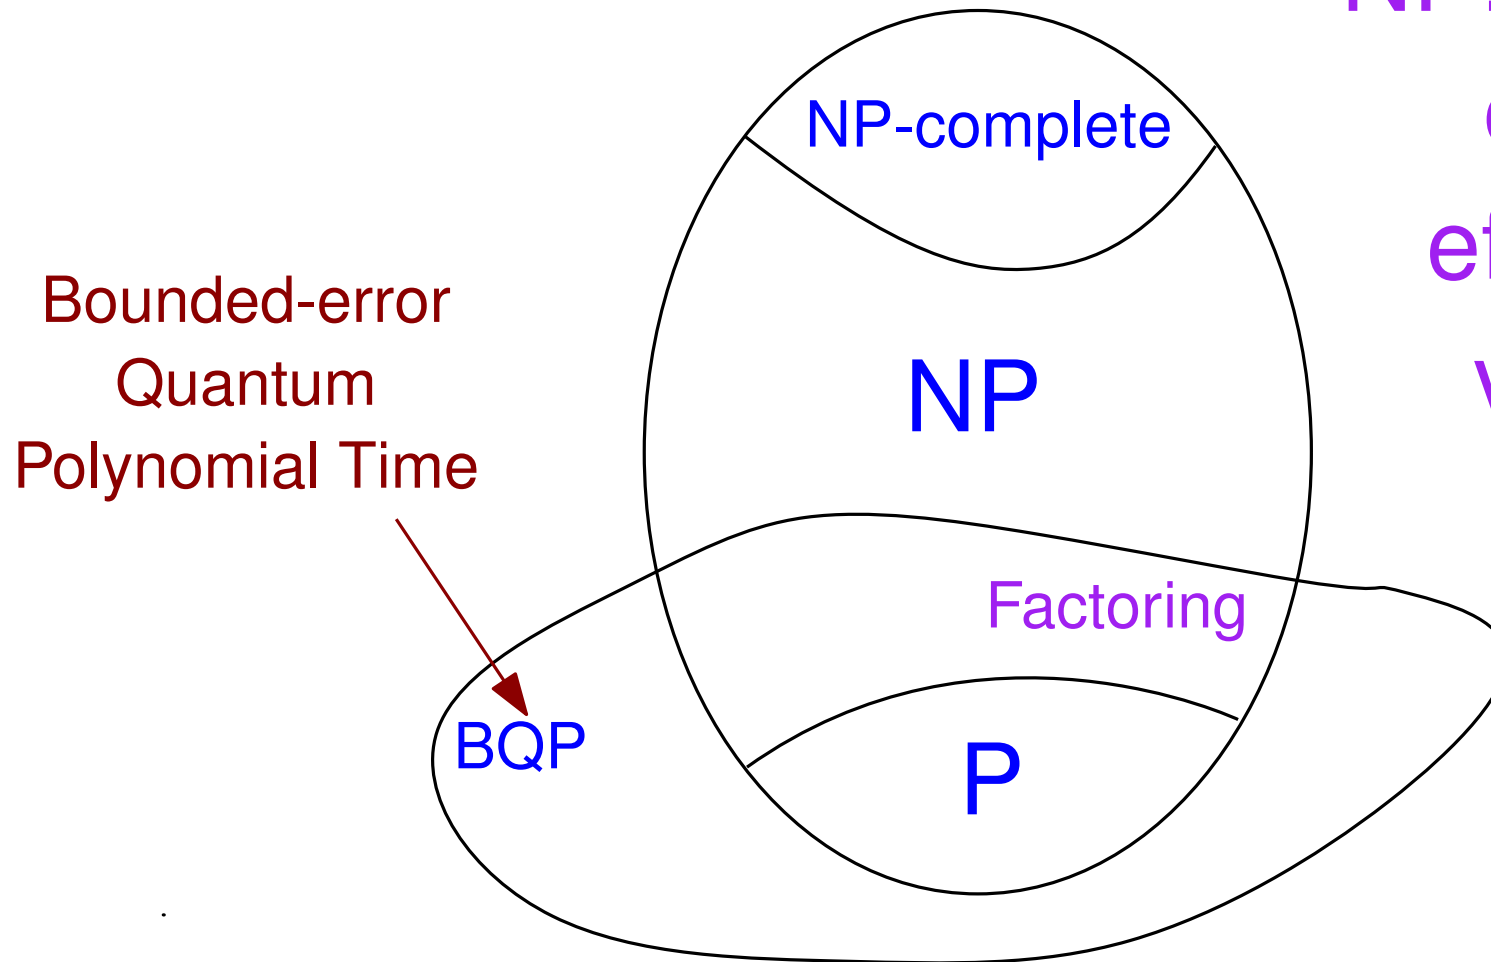 NP-complete
Bounded-error
Quantum
Polynomial Time
NP
Factoring
BQP
P